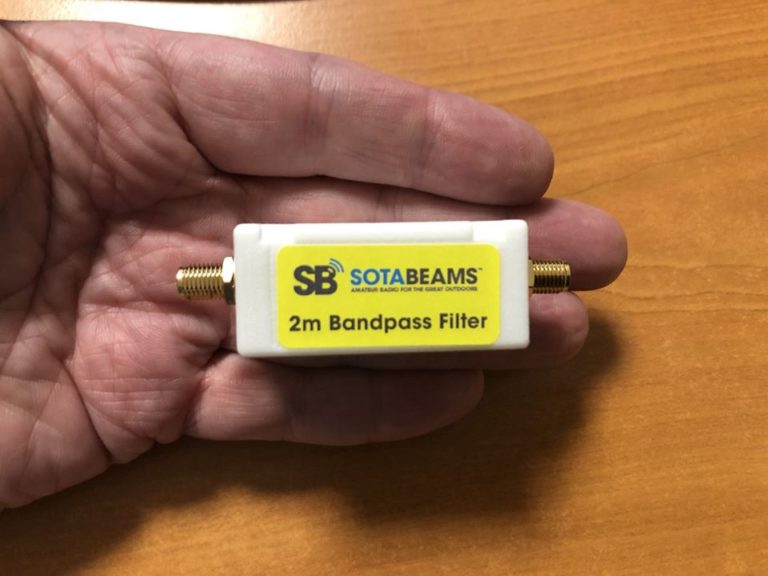 SB SOTABEAMS™
AMATEUR RADIO FOR THE GREAT OUTDOORS
2m Bandpass Filter